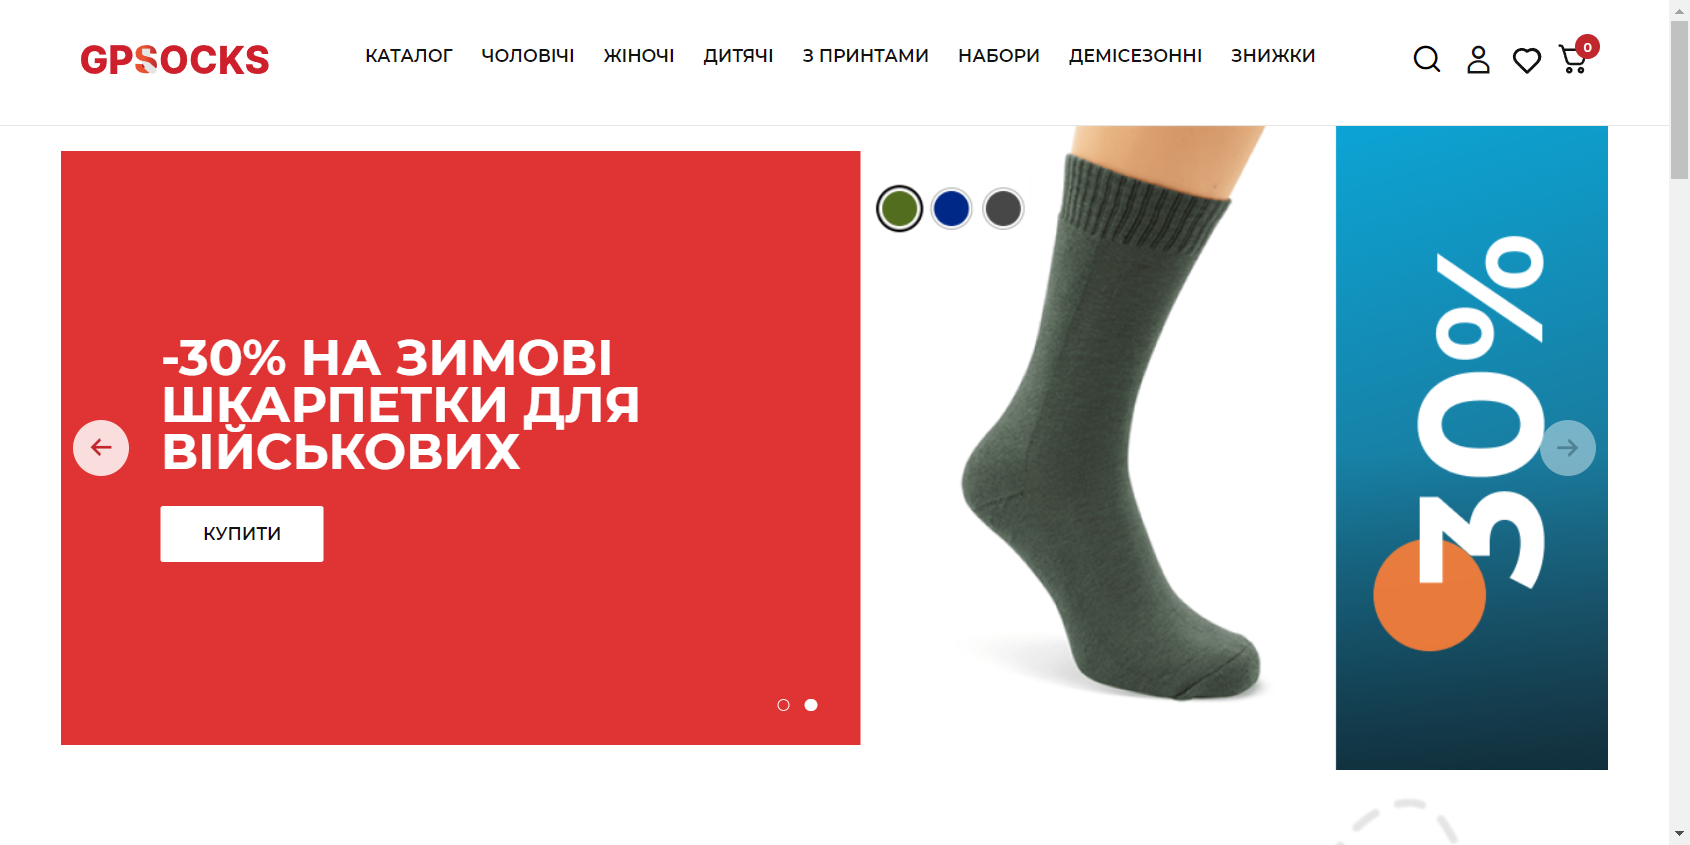 GPSOCKS
КАТАЛОГ ЧОЛОВІЧІ ЖІНОЧІ ДИТЯЧІ З ПРИНТАМИ НАБОРИ ДЕМІСЕЗОННІ ЗНИЖКИ
0
-30% НА ЗИМОВІ
ШКАРПЕТКИ ДЛЯ
ВІЙСЬКОВИХ
КУПИТИ
30%